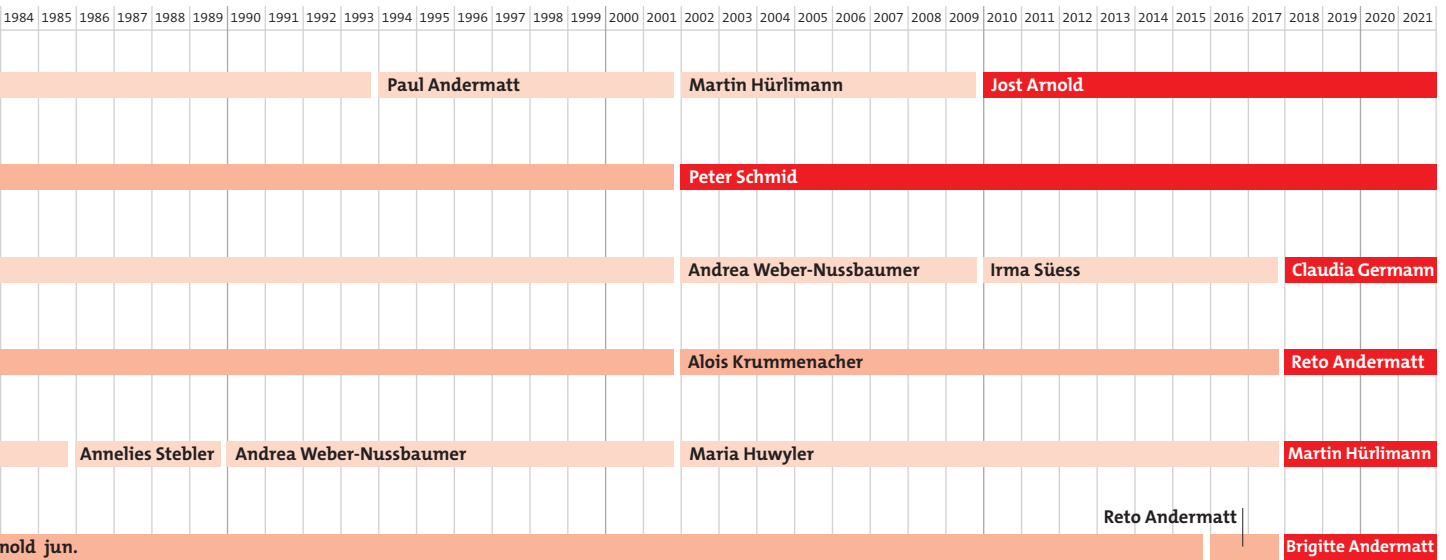 1984 1985 1986 1987 1988 1989 1990 1991 1992 1993 1994 1995 1996 1997 1998 1999 2000 2001 2002 2003 2004 2005 2006 2007 2008 2009 2010 2011 2012 2013 2014 2015 2016 2017 2018 2019 2020 2021
Paul Andermatt Martin Hürlimann Jost Arnold
Peter Schmid
Andrea Weber-Nussbaumer Irma Süess Claudia Germann
Alois Krummenacher Reto Andermatt
Annelies Stebler Andrea Weber-Nussbaumer Maria Huwyler Martin Hürlimann
Reto Andermatt
nold jun. Brigitte Andermatt